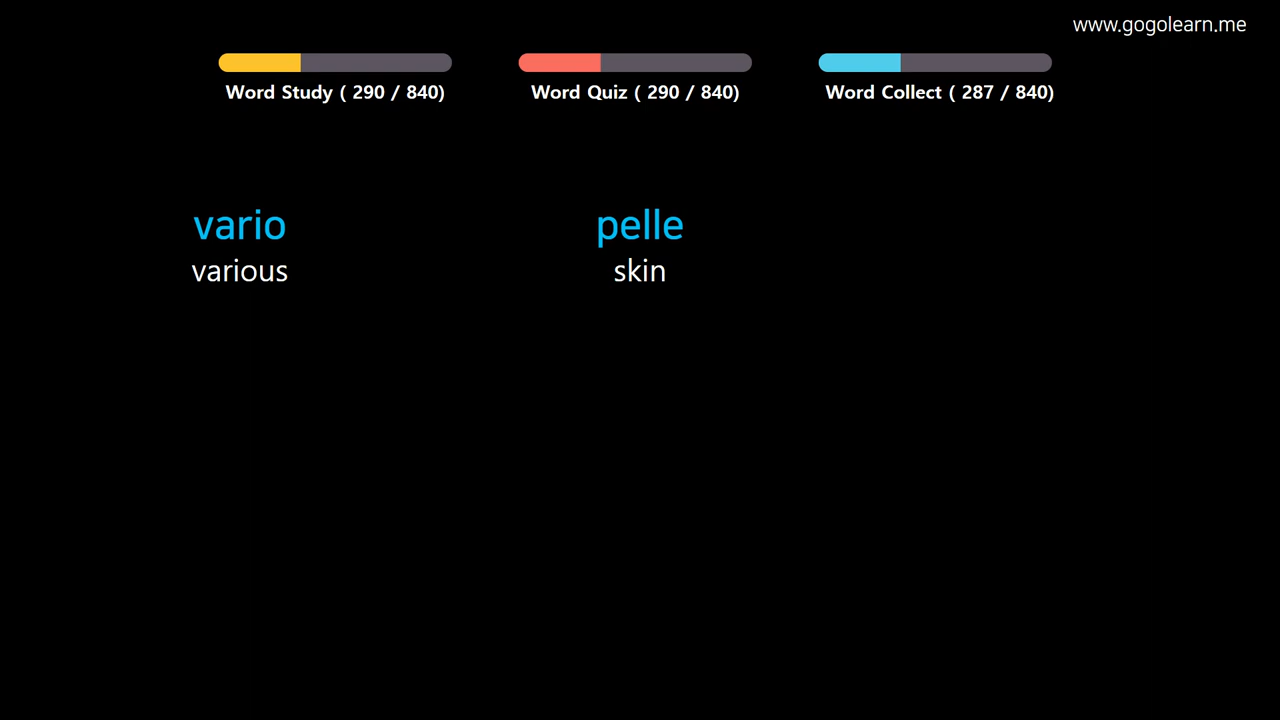 www.gogolearn.me
Word Study ( 290 / 840)
Word Quiz ( 290 / 840)
Word Collect ( 287 / 840)
vario
various
pelle
skin